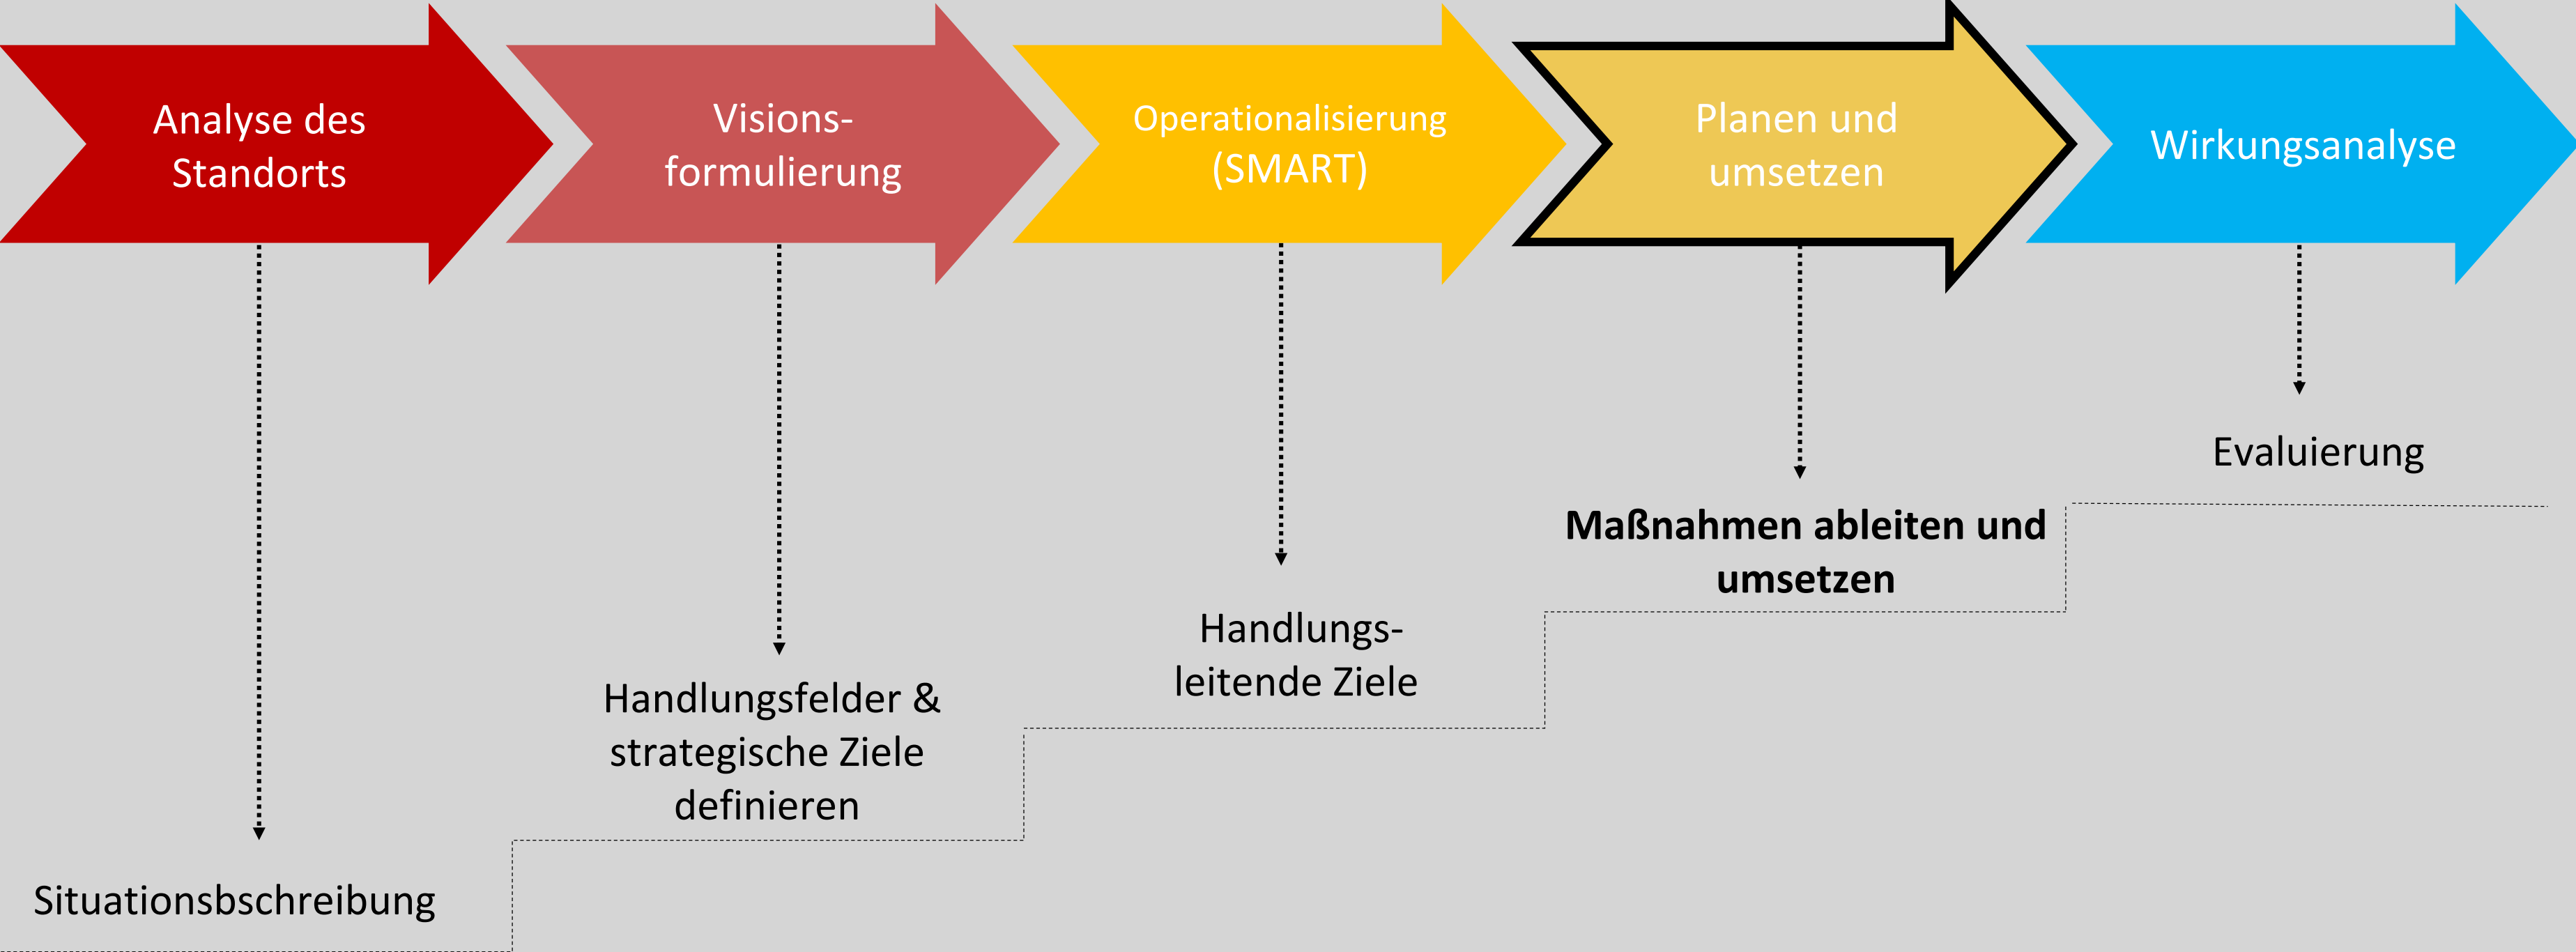 Analyse des
Standorts
Visions-
formulierung
Operationalisierung
(SMART)
Planen und
umsetzen
Wirkungsanalyse
Evaluierung
Maßnahmen ableiten und
umsetzen
Handlungs-
leitende Ziele
Handlungsfelder &
strategische Ziele
definieren
Situationsbschreibung